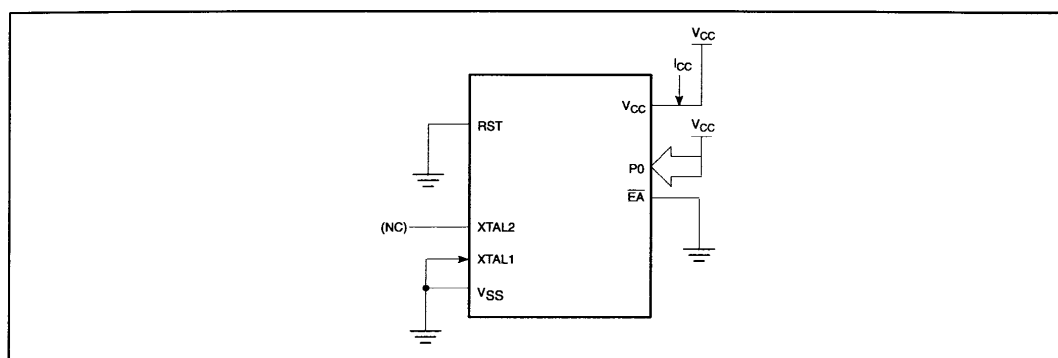 VCC
ICC
VCC
RST
VCC
P0
EA
(NC)
XTAL2
XTAL1
VSS